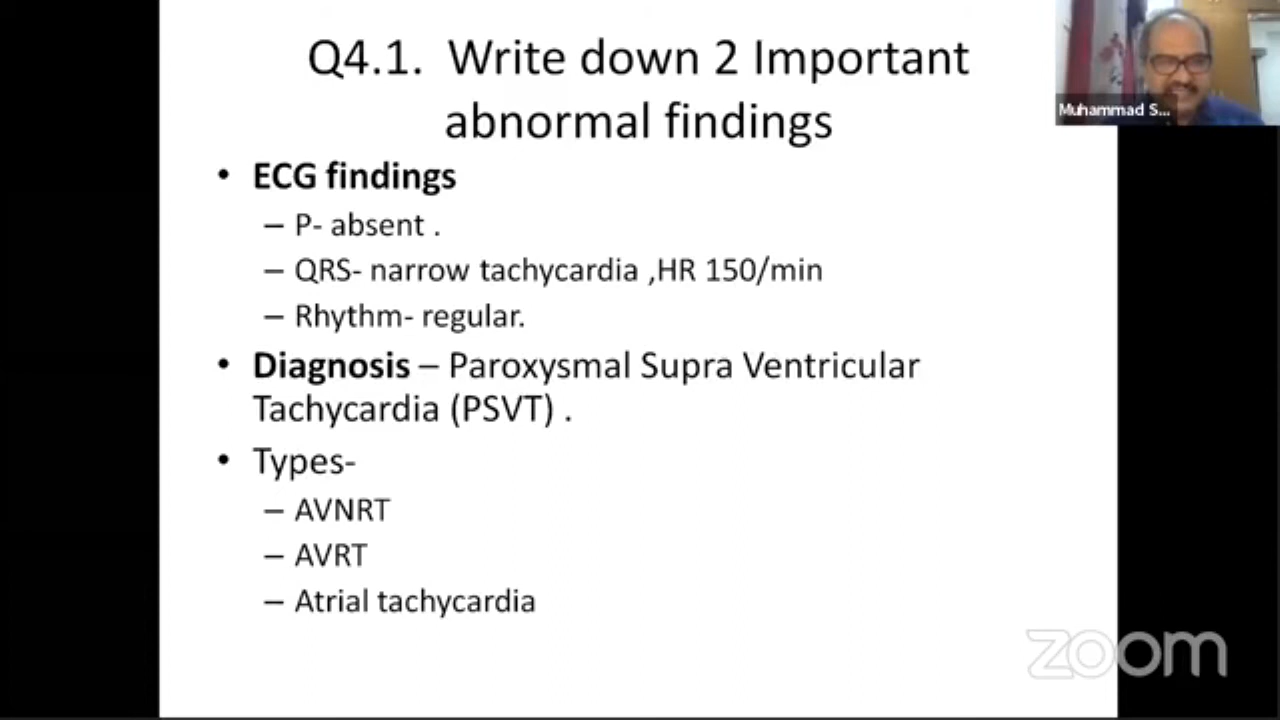 Q4.1. Write down 2 Important
abnormal findings
Muhammad S...
• ECG findings
– P- absent .
– QRS- narrow tachycardia ,HR 150/min
– Rhythm- regular.
• Diagnosis – Paroxysmal Supra Ventricular
Tachycardia (PSVT) .
• Types-
– AVNRT
– AVRT
– Atrial tachycardia
zoom